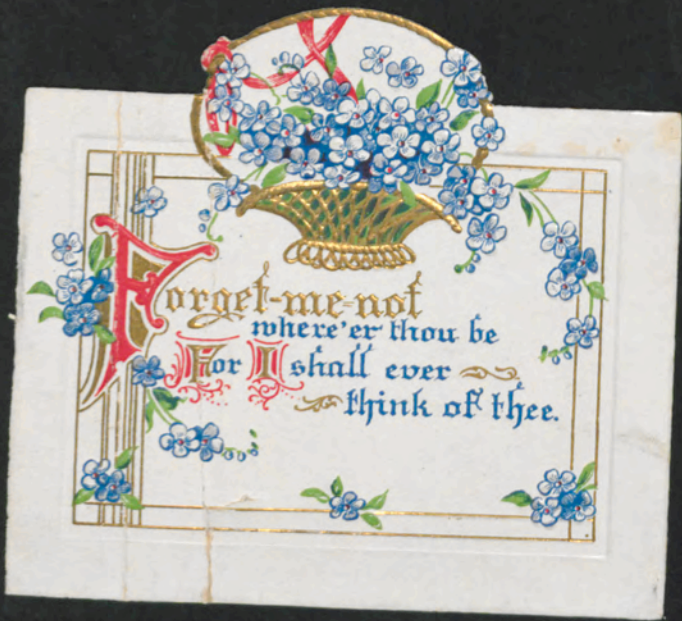 Forget-me-not
where'er thou be
For I shall ever
think of thee.